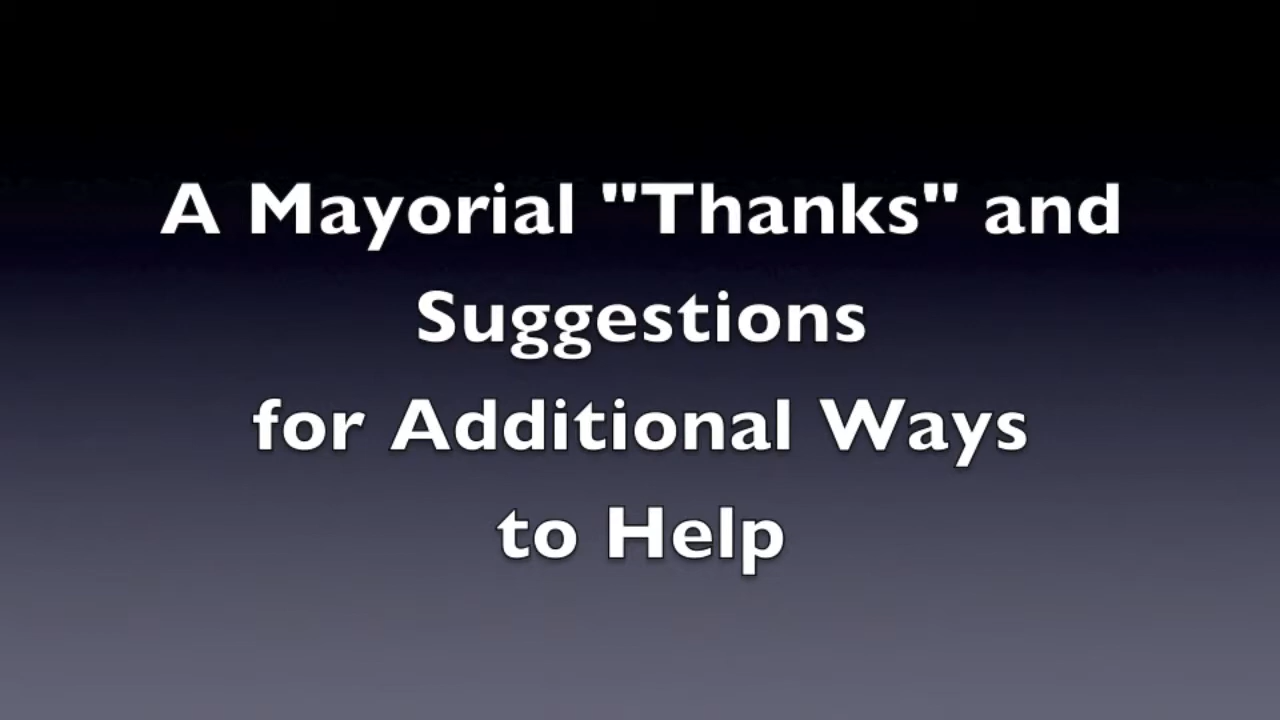 A Mayorial "Thanks" and
Suggestions
for Additional Ways
to Help